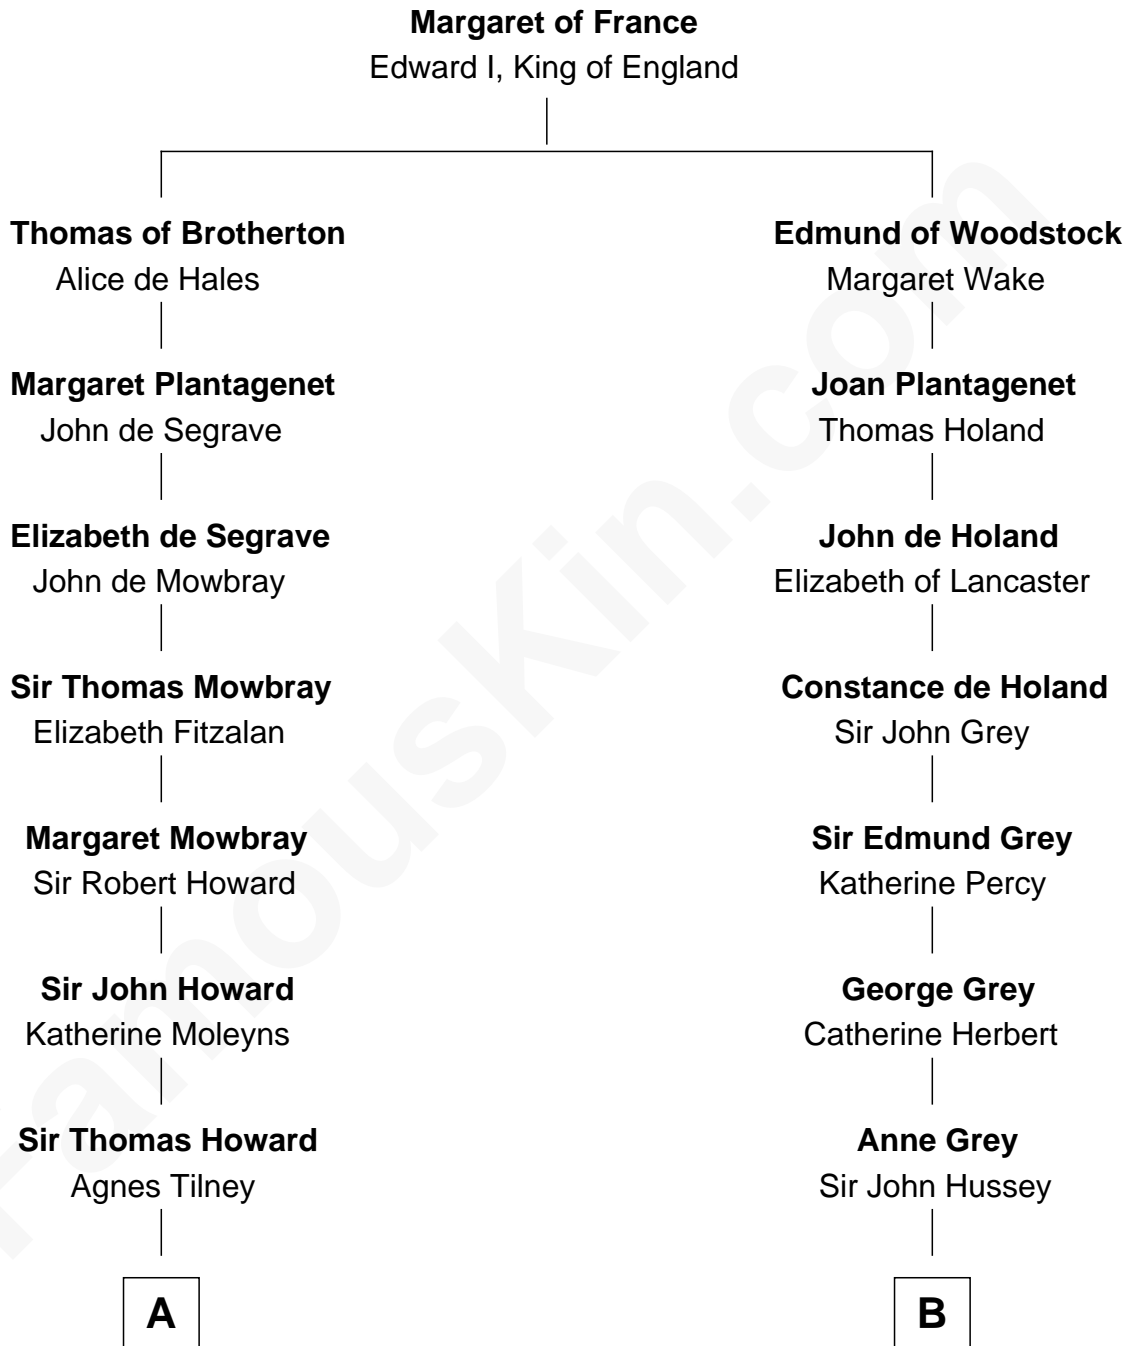 Margaret of France
Edward I, King of England
Thomas of Brotherton
Alice de Hales
Margaret Plantagenet
John de Segrave
Elizabeth de Segrave
John de Mowbray
Sir Thomas Mowbray
Elizabeth Fitzalan
Margaret Mowbray
Sir Robert Howard
Sir John Howard
Katherine Moleyns
Sir Thomas Howard
Agnes Tilney
A
Edmund of Woodstock
Margaret Wake
Joan Plantagenet
Thomas Holand
John de Holand
Elizabeth of Lancaster
Constance de Holand
Sir John Grey
Sir Edmund Grey
Katherine Percy
George Grey
Catherine Herbert
Anne Grey
Sir John Hussey
B
FamousKin.com